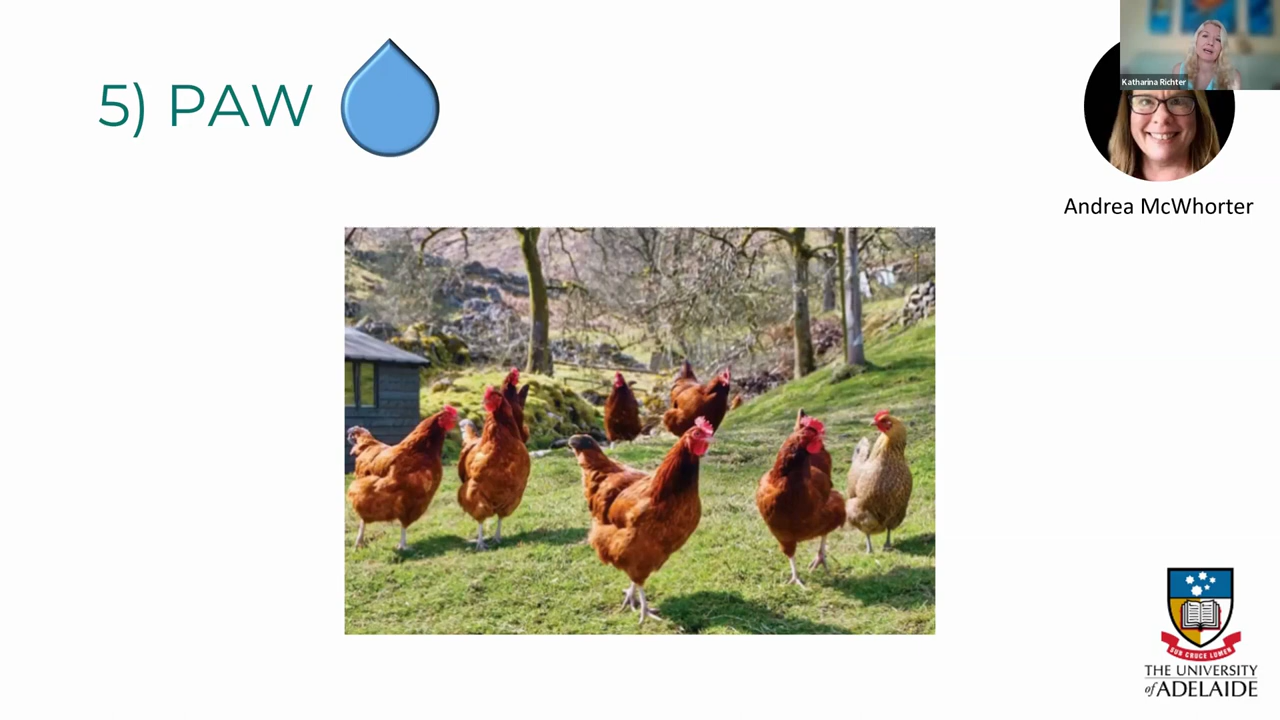 5) PAW
Katharina Richter
Andrea McWhorter
SUB CRUCE LUMEN
THE UNIVERSITY
of ADELAIDE